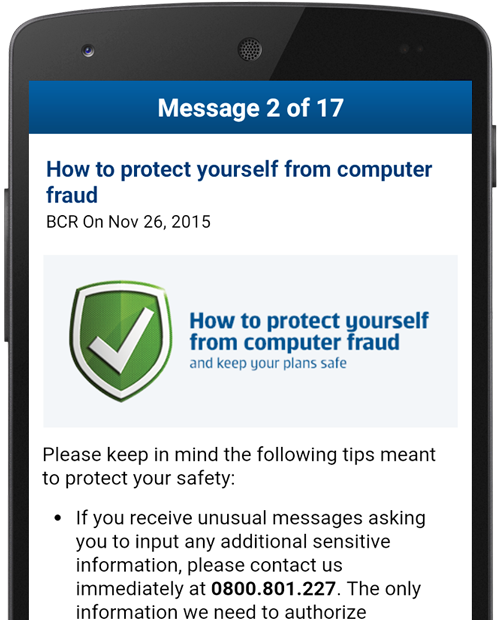 Message 2 of 17
How to protect yourself from computer
fraud
BCR On Nov 26, 2015
How to protect yourself
from computer fraud
and keep your plans safe
Please keep in mind the following tips meant
to protect your safety:
• If you receive unusual messages asking
you to input any additional sensitive
information, please contact us
immediately at 0800.801.227. The only
information we need to authorize